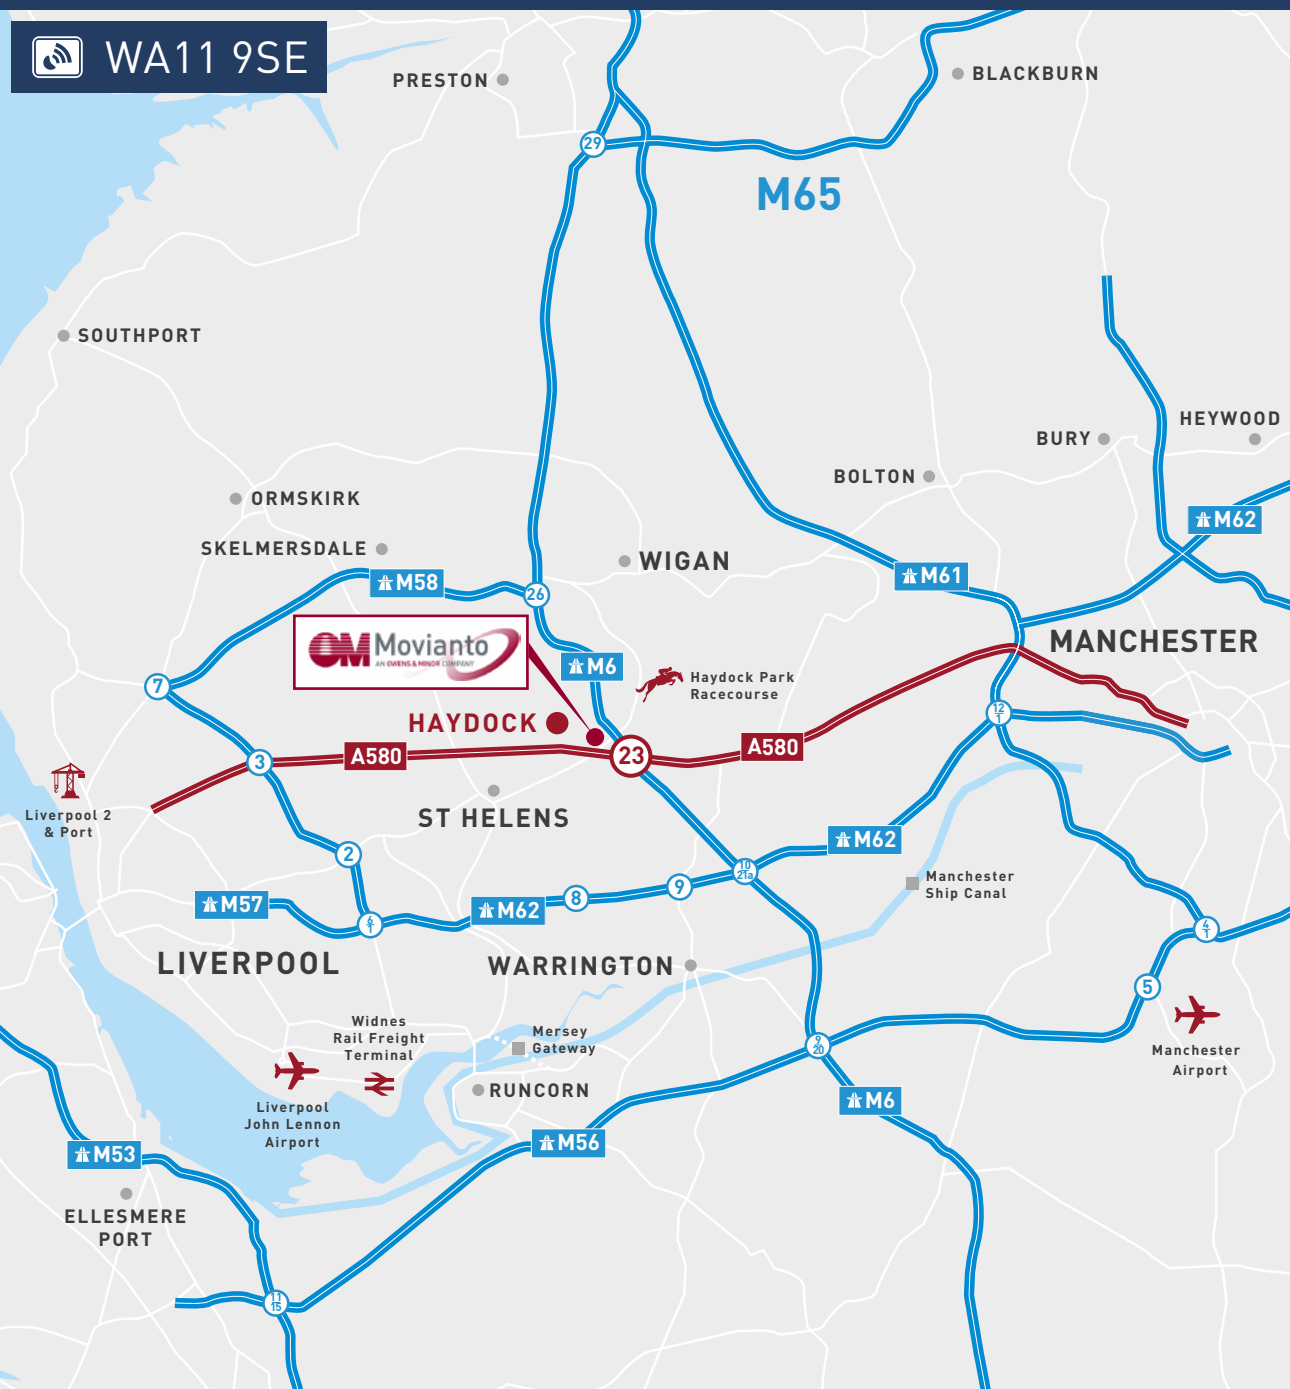 WA11 9SE
PRESTON
BLACKBURN
29
M65
SOUTHPORT
HEYWOOD
BURY
BOLTON
ORMSKIRK
M62
SKELMERSDALE
WIGAN
M61
M58
26
OM Movianto
AN OWENS & MINOR COMPANY
MANCHESTER
M6
Haydock Park
Racecourse
7
HAYDOCK
12
1
A580
23
A580
3
Liverpool 2
& Port
ST HELENS
2
M62
10
21a
Manchester
Ship Canal
9
8
M57
M62
6
1
4
1
LIVERPOOL
WARRINGTON
5
Widnes
Rail Freight
Terminal
Mersey
Gateway
9
20
Manchester
Airport
RUNCORN
Liverpool
John Lennon
Airport
M6
M56
M53
ELLESMERE
PORT
11
15